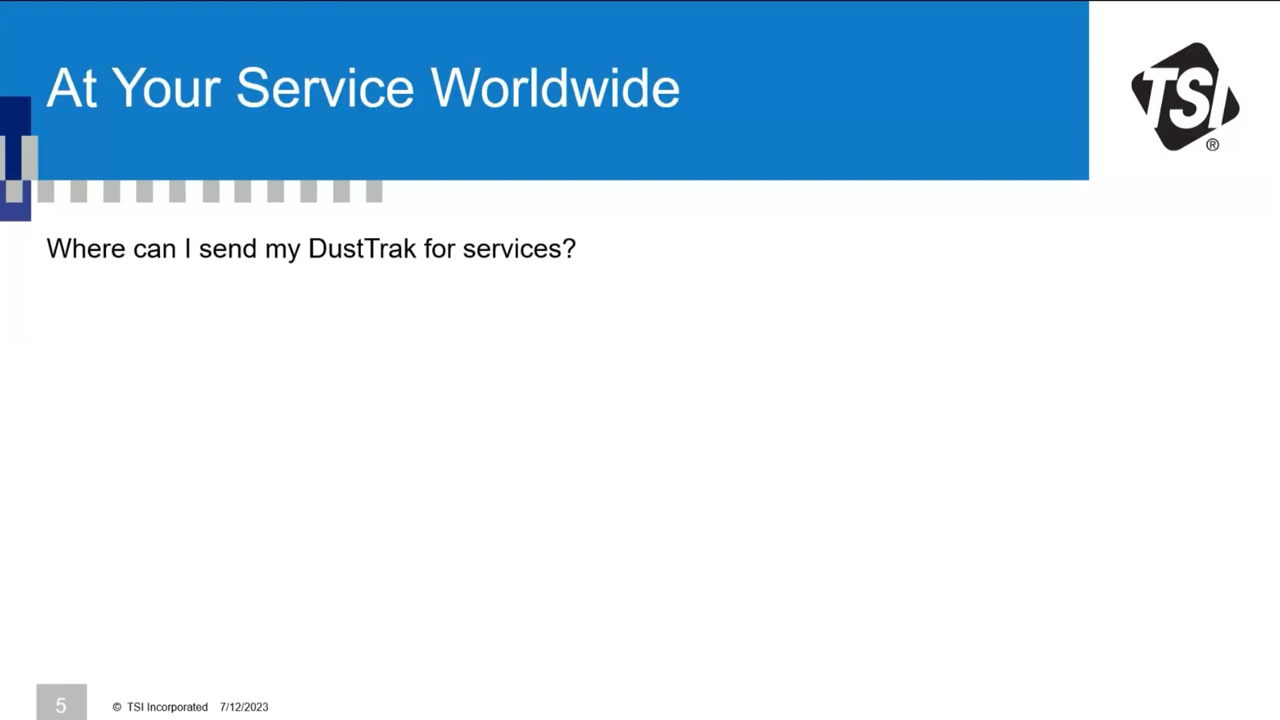 At Your Service Worldwide
TSI
®
Where can I send my DustTrak for services?
5
© TSI Incorporated 7/12/2023